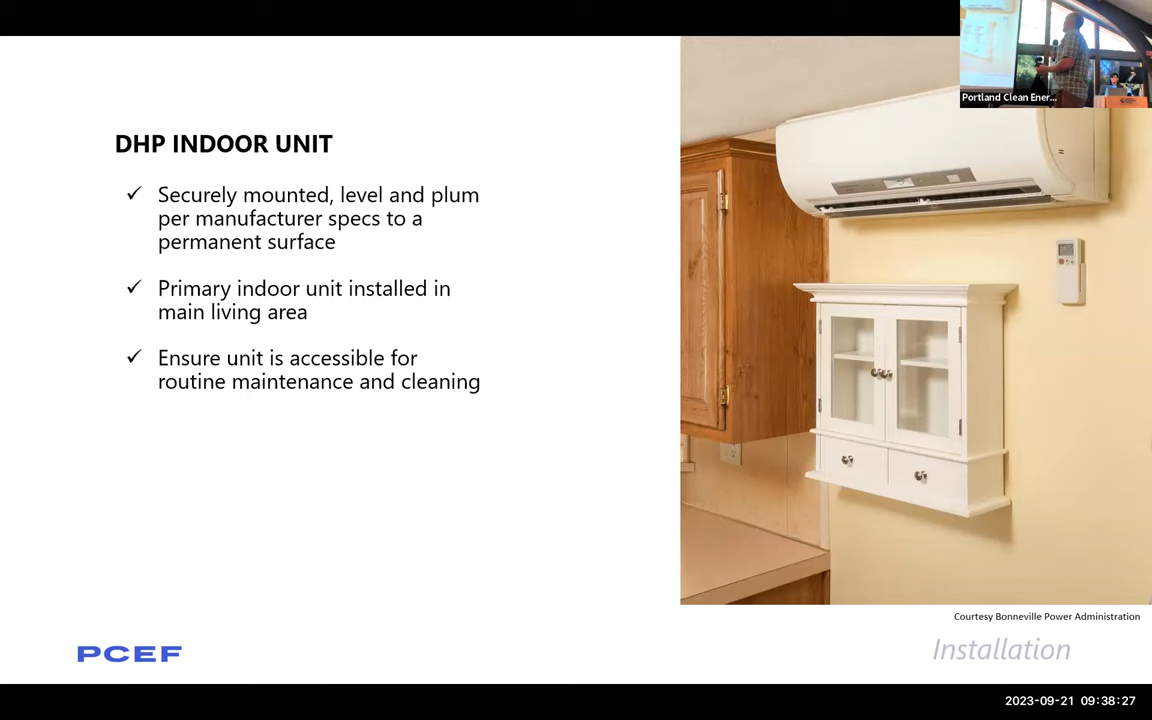 Portland Clean Ener...
DHP INDOOR UNIT
✓ Securely mounted, level and plum
per manufacturer specs to a
permanent surface
✓ Primary indoor unit installed in
main living area
✓ Ensure unit is accessible for
routine maintenance and cleaning
Courtesy Bonneville Power Administration
PCEF
Installation
2023-09-21 09:38:27